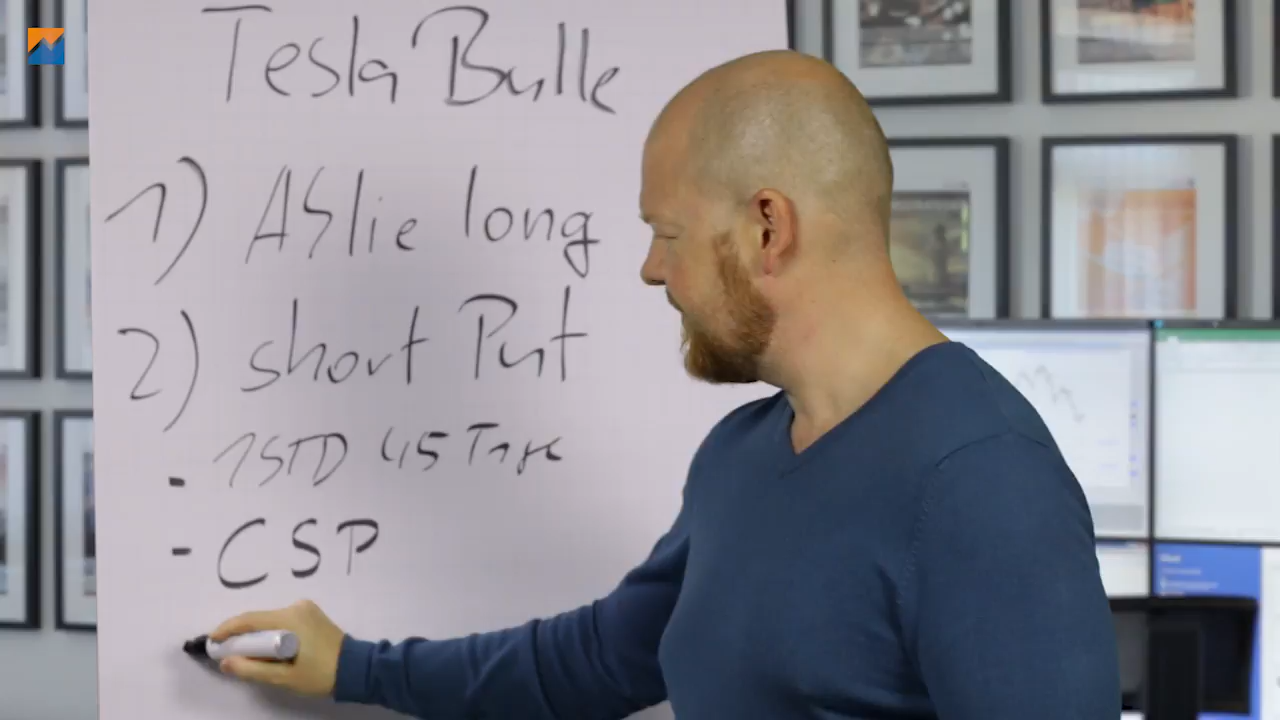 Tesla Bulle
1) Aktie long
2) short Put
- 1STD 45 Tage
- CSP